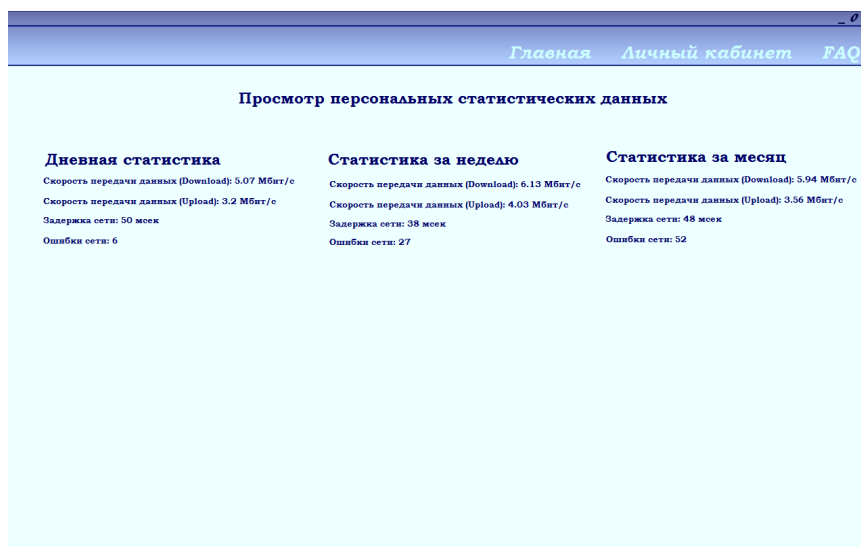 _ 0
Главная Личный кабинет FAQ
Просмотр персональных статистических данных
Дневная статистика
Скорость передачи данных (Download): 5.07 Мбит/с
Скорость передачи данных (Upload): 3.2 Мбит/с
Задержка сети: 50 мсек
Ошибки сети: 6
Статистика за неделю
Скорость передачи данных (Download): 6.13 Мбит/с
Скорость передачи данных (Upload): 4.03 Мбит/с
Задержка сети: 38 мсек
Ошибки сети: 27
Статистика за месяц
Скорость передачи данных (Download): 5.94 Мбит/с
Скорость передачи данных (Upload): 3.56 Мбит/с
Задержка сети: 48 мсек
Ошибки сети: 52